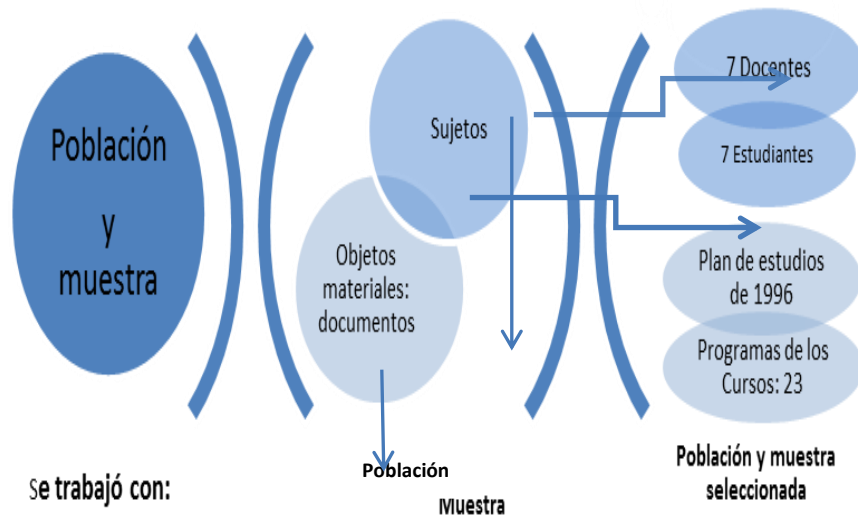 Población
y
muestra
Se trabajó con:
Sujetos
Objetos
materiales:
documentos
Población
Muestra
7 Docentes
7 Estudiantes
Plan de estudios
de 1996
Programas de los
Cursos: 23
Población y muestra
seleccionada